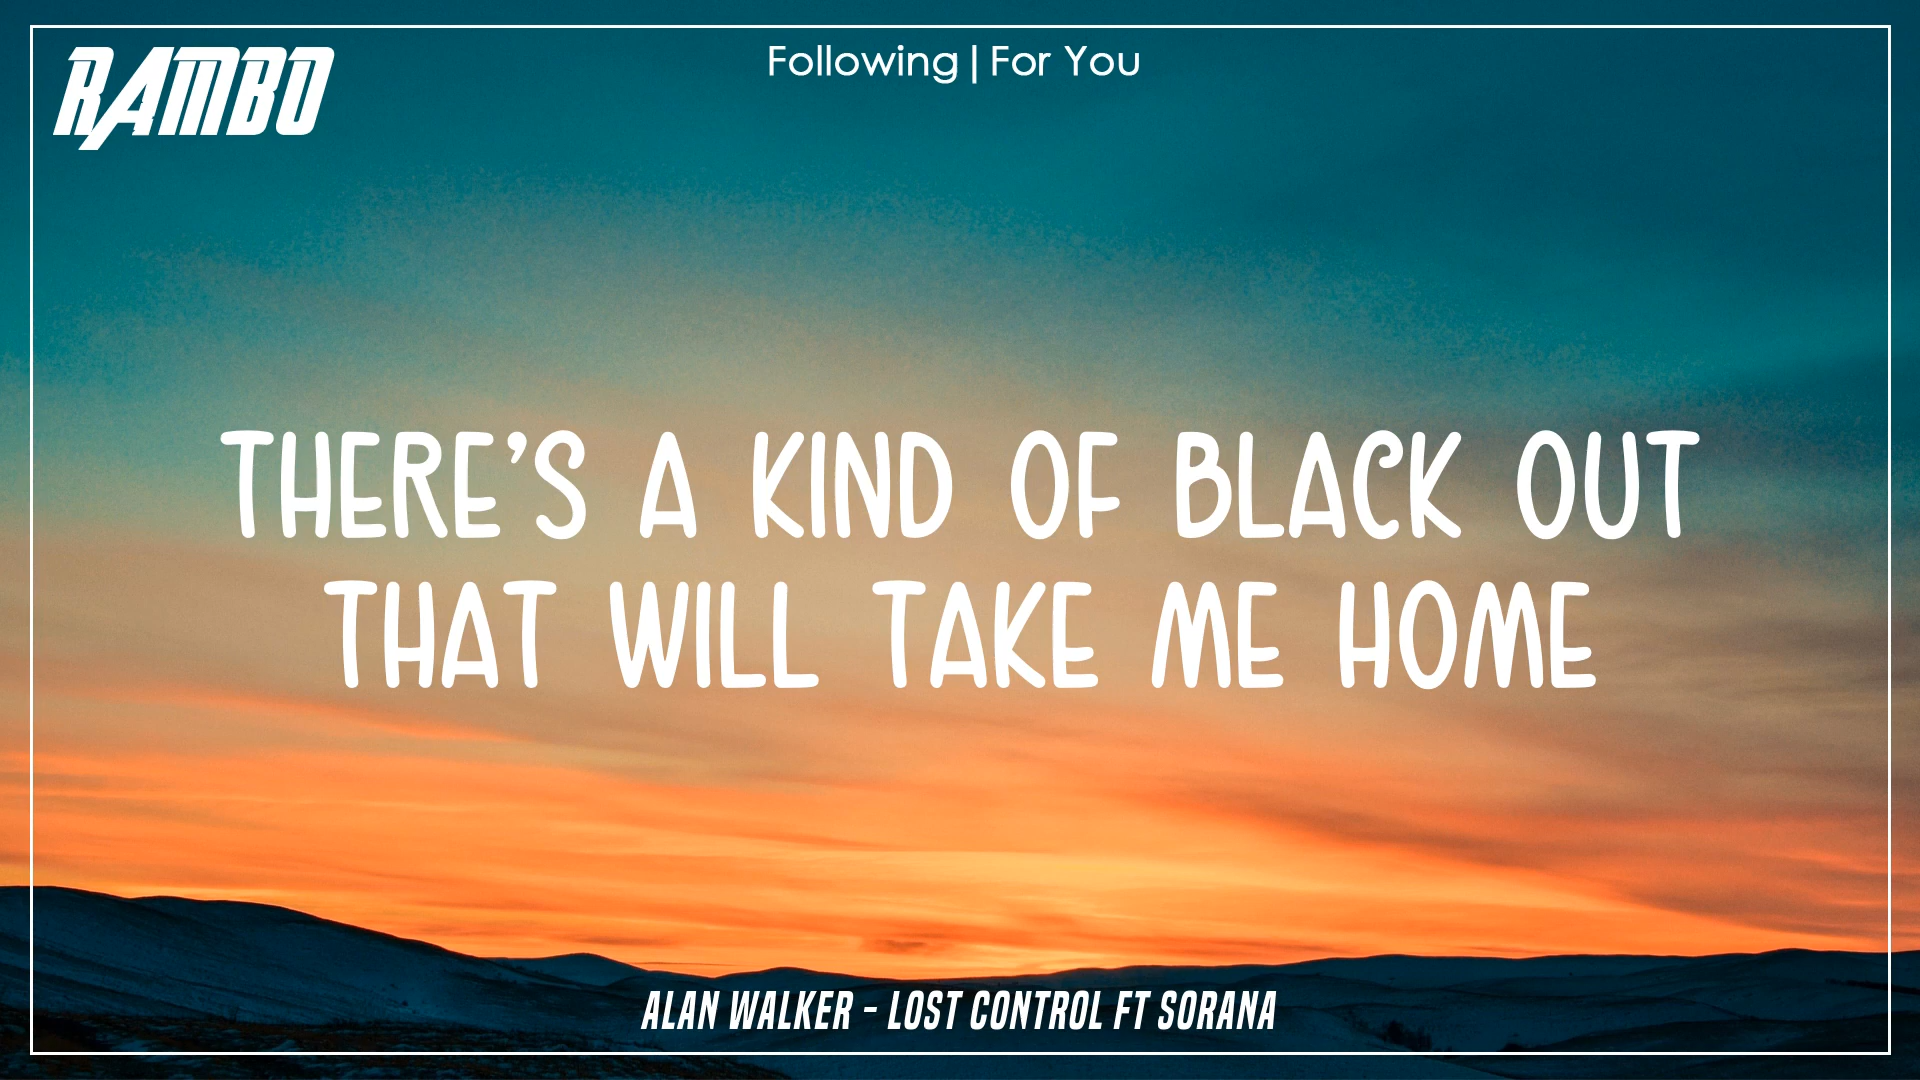 RAMBO
Following | For You
THERE'S A KIND OF BLACK OUT
THAT WILL TAKE ME HOME
ALAN WALKER - LOST CONTROL FT SORANA